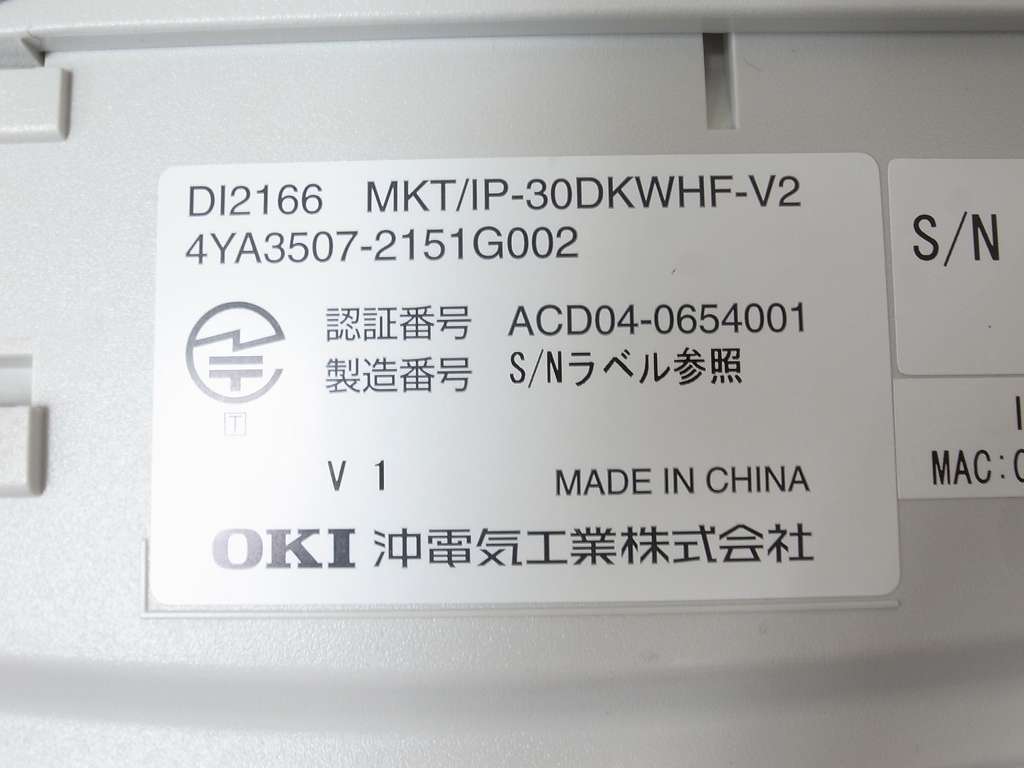 DI2166 MKT/IP-30DKWHF-V2
4YA3507-2151G002
認証番号 ACD04-0654001
製造番号 S/Nラベル参照
T
V 1 MADE IN CHINA
OKI 沖電気工業株式会社
S/N
MAC: